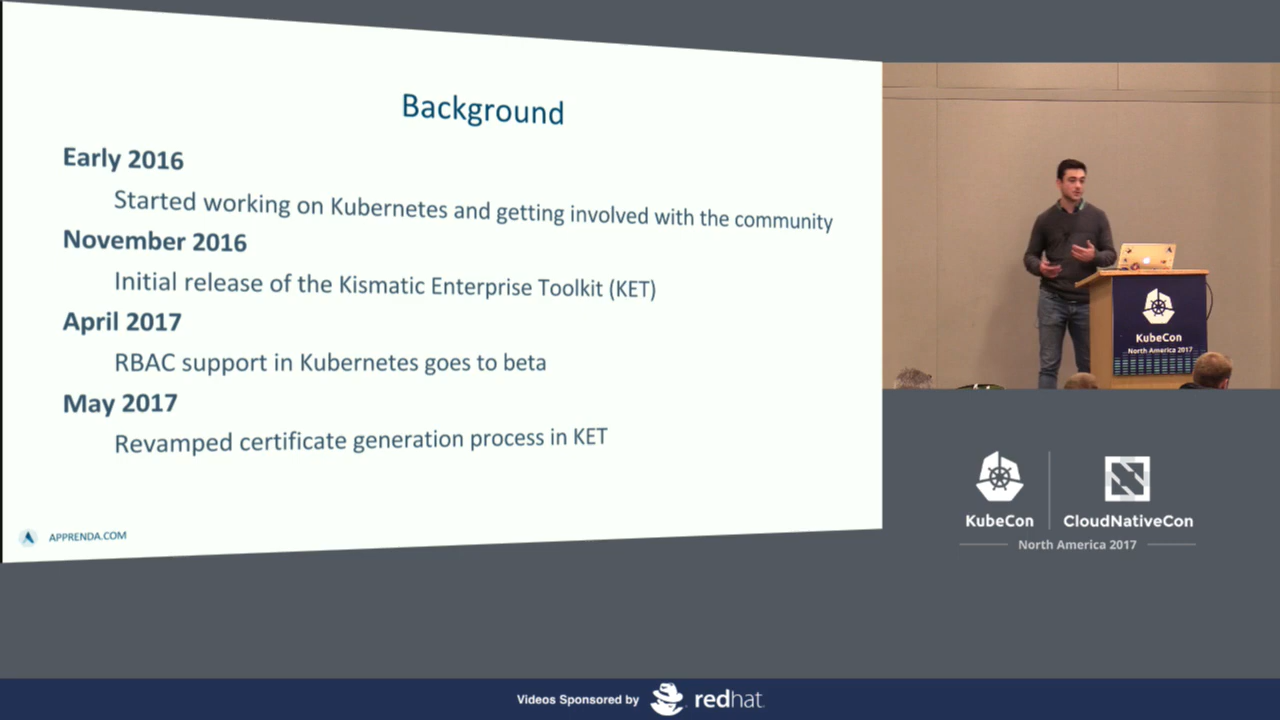 Background
Early 2016
Started working on Kubernetes and getting involved with the community
November 2016
Initial release of the Kismatic Enterprise Toolkit (KET)
April 2017
RBAC support in Kubernetes goes to beta
May 2017
Revamped certificate generation process in KET
APPRENDA.COM
KubeCon
North America 2017
KubeCon
CloudNativeCon
North America 2017
Videos Sponsored by redhat